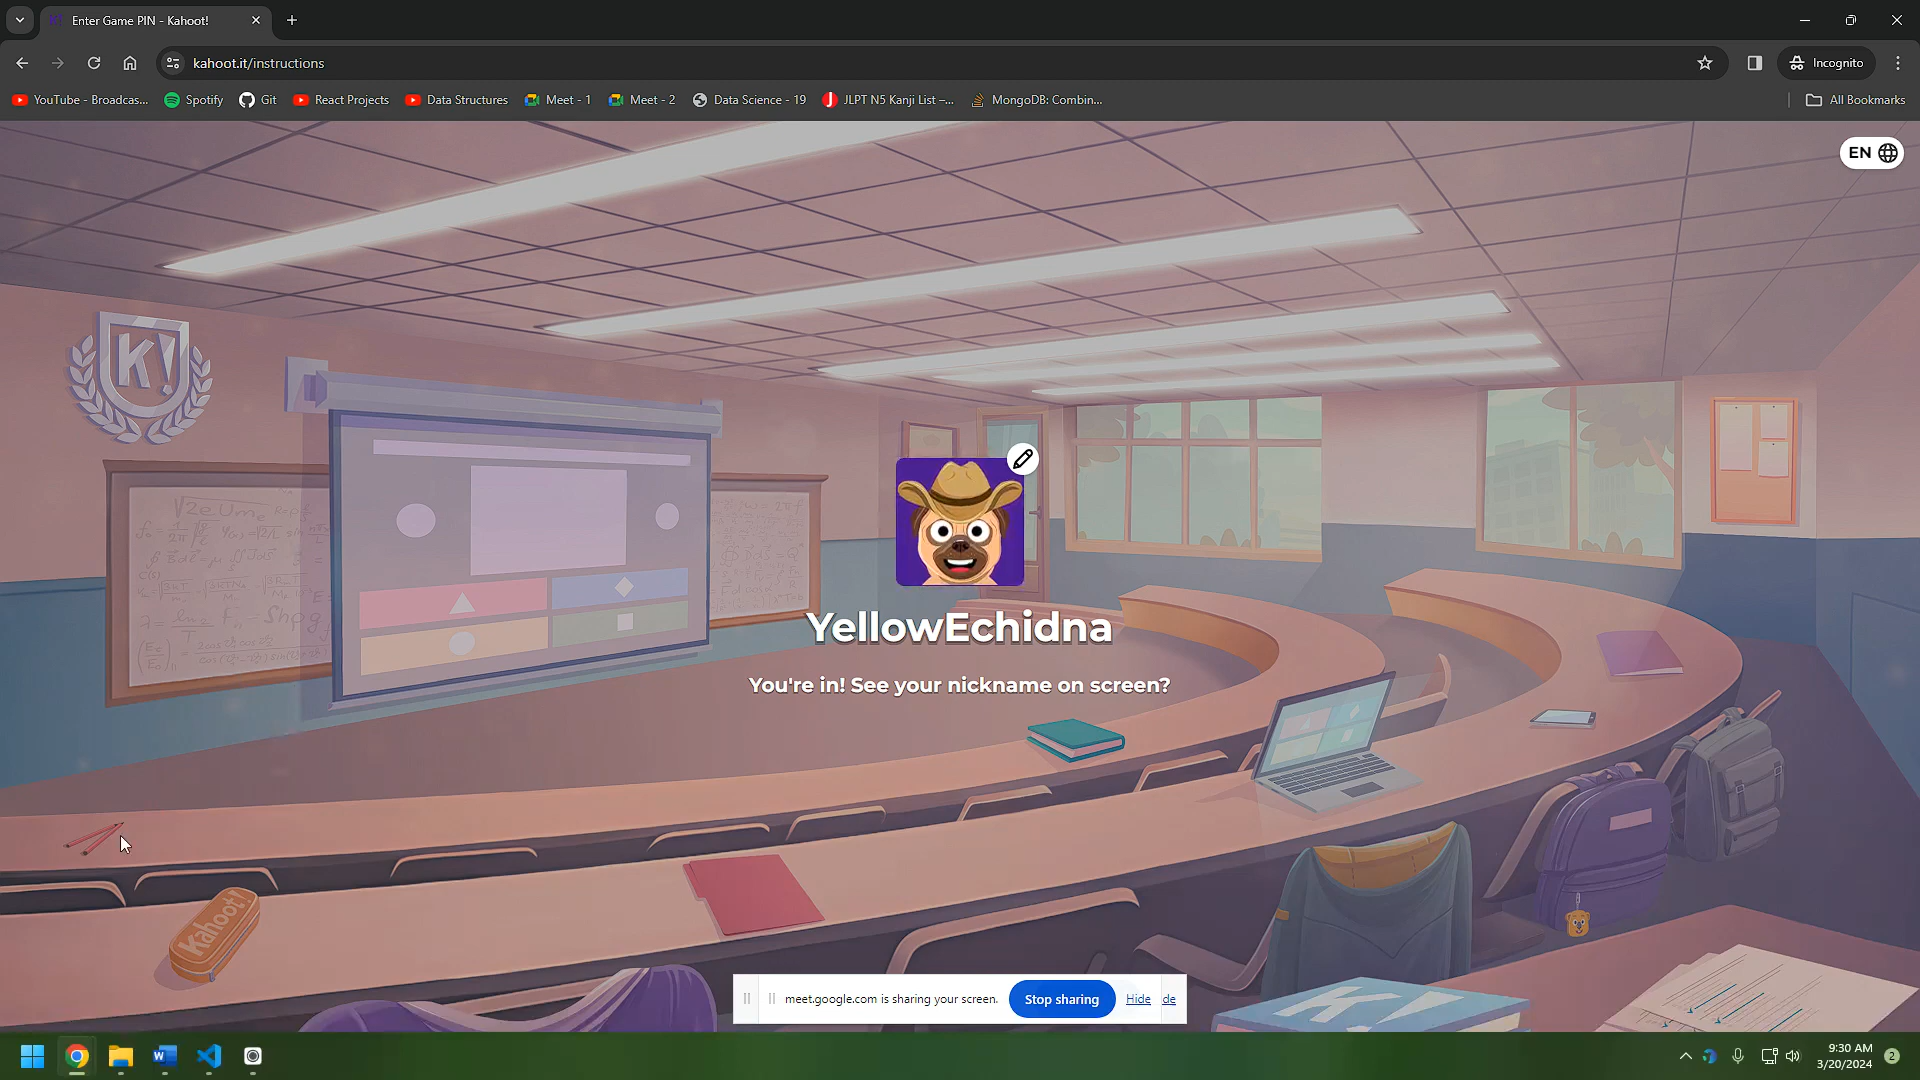 Enter Game PIN - Kahoot!
kahoot.it/instructions
Incognito
YouTube - Broadcas...
Spotify
Git
React Projects
Data Structures
Meet - 1
Meet - 2
Data Science - 19
JLPT N5 Kanji List –...
MongoDB: Combin...
All Bookmarks
EN
K!
YellowEchidna
You're in! See your nickname on screen?
Kahoot!
K!
meet.google.com is sharing your screen.
Stop sharing
Hide
de
9:30 AM
3/20/2024
2